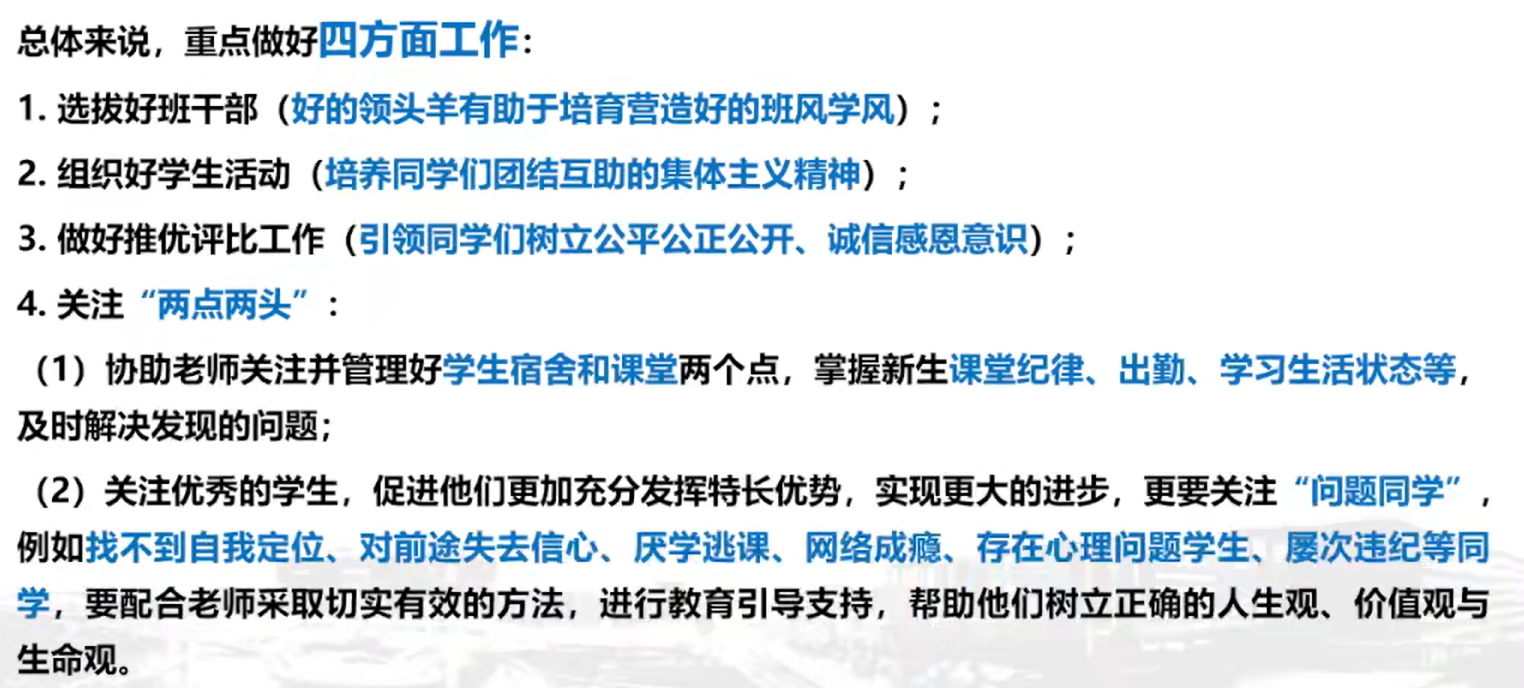 总体来说，重点做好四方面工作：
1. 选拔好班干部（好的领头羊有助于培育营造好的班风学风）；
2. 组织好学生活动（培养同学们团结互助的集体主义精神）；
3. 做好推优评比工作（引领同学们树立公平公正公开、诚信感恩意识）；
4. 关注“两点两头”：
（1）协助老师关注并管理好学生宿舍和课堂两个点，掌握新生课堂纪律、出勤、学习生活状态等，
及时解决发现的问题；
（2）关注优秀的学生，促进他们更加充分发挥特长优势，实现更大的进步，更要关注“问题同学”，
例如找不到自我定位、对前途失去信心、厌学逃课、网络成瘾、存在心理问题学生、屡次违纪等同
学，要配合老师采取切实有效的方法，进行教育引导支持，帮助他们树立正确的人生观、价值观与
生命观。